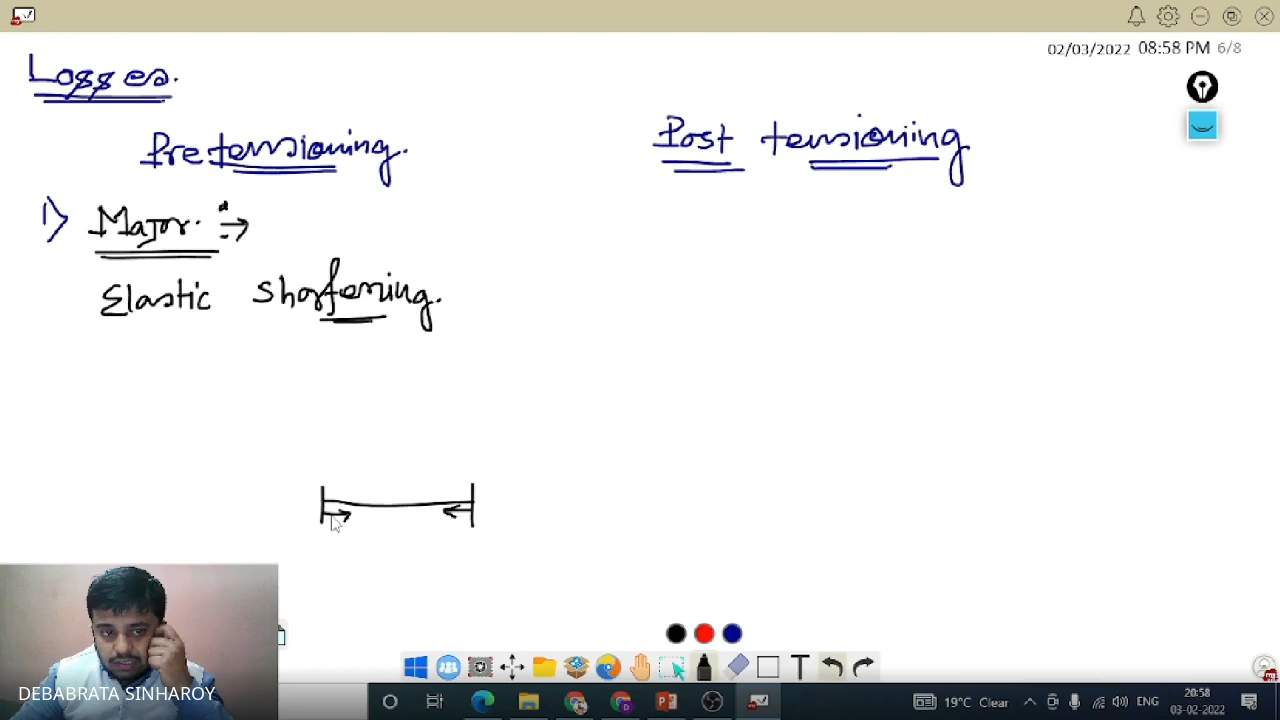 02/03/2022 08:58 PM 6/8
Losses.
Pretensioning.
Post tensioning
1) Major. :→
Elastic Shortening.
DEBABRATA SINHAROY
19°C Clear
ENG
20:58
03-02-2022